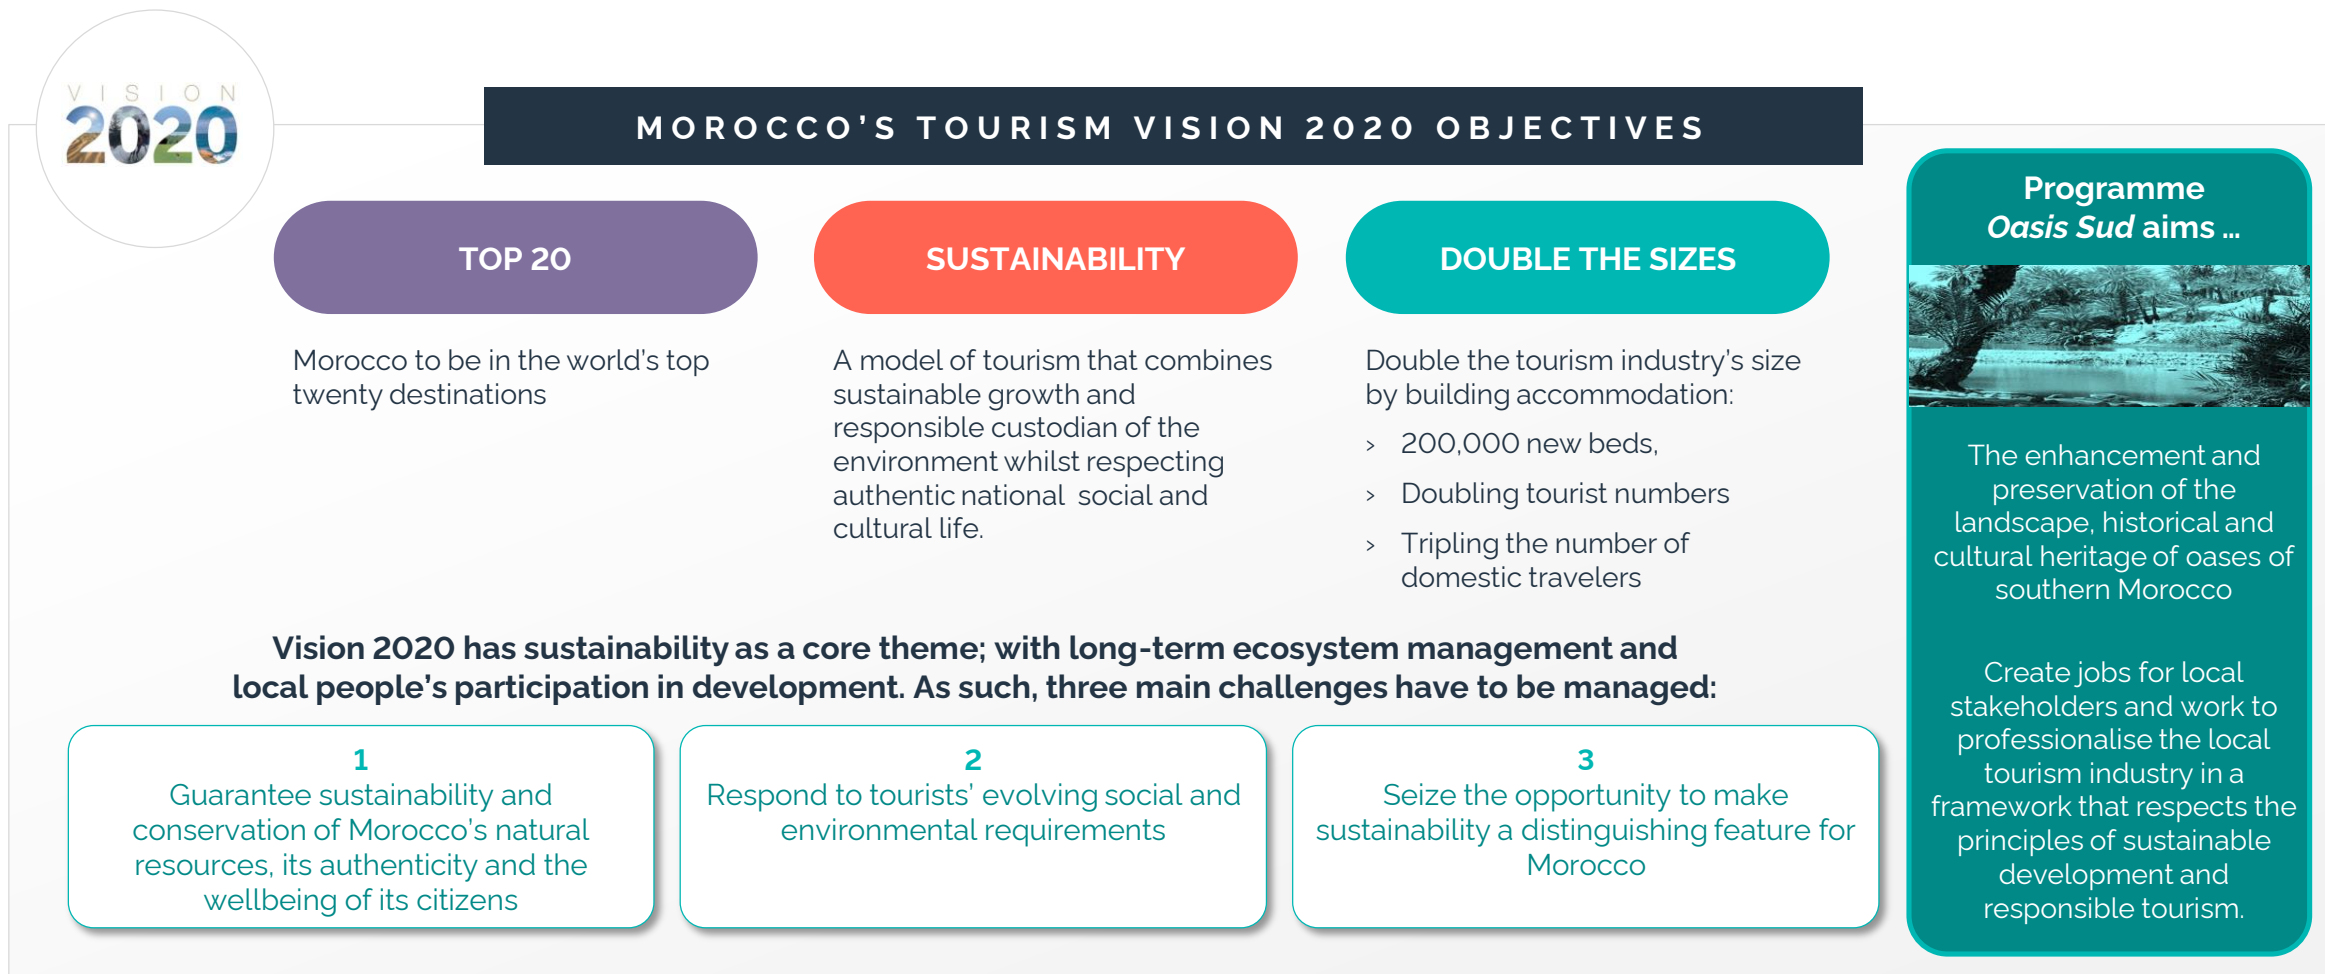 VISION
2020
MOROCCO'S TOURISM VISION 2020 OBJECTIVES
TOP 20
Morocco to be in the world's top
twenty destinations
SUSTAINABILITY
A model of tourism that combines
sustainable growth and
responsible custodian of the
environment whilst respecting
authentic national social and
cultural life.
DOUBLE THE SIZES
Double the tourism industry's size
by building accommodation:
› 200,000 new beds,
› Doubling tourist numbers
› Tripling the number of
domestic travelers
Vision 2020 has sustainability as a core theme; with long-term ecosystem management and
local people's participation in development. As such, three main challenges have to be managed:
1
Guarantee sustainability and
conservation of Morocco's natural
resources, its authenticity and the
wellbeing of its citizens
2
Respond to tourists' evolving social and
environmental requirements
3
Seize the opportunity to make
sustainability a distinguishing feature for
Morocco
Programme
Oasis Sud aims ...
The enhancement and
preservation of the
landscape, historical and
cultural heritage of oases of
southern Morocco
Create jobs for local
stakeholders and work to
professionalise the local
tourism industry in a
framework that respects the
principles of sustainable
development and
responsible tourism.